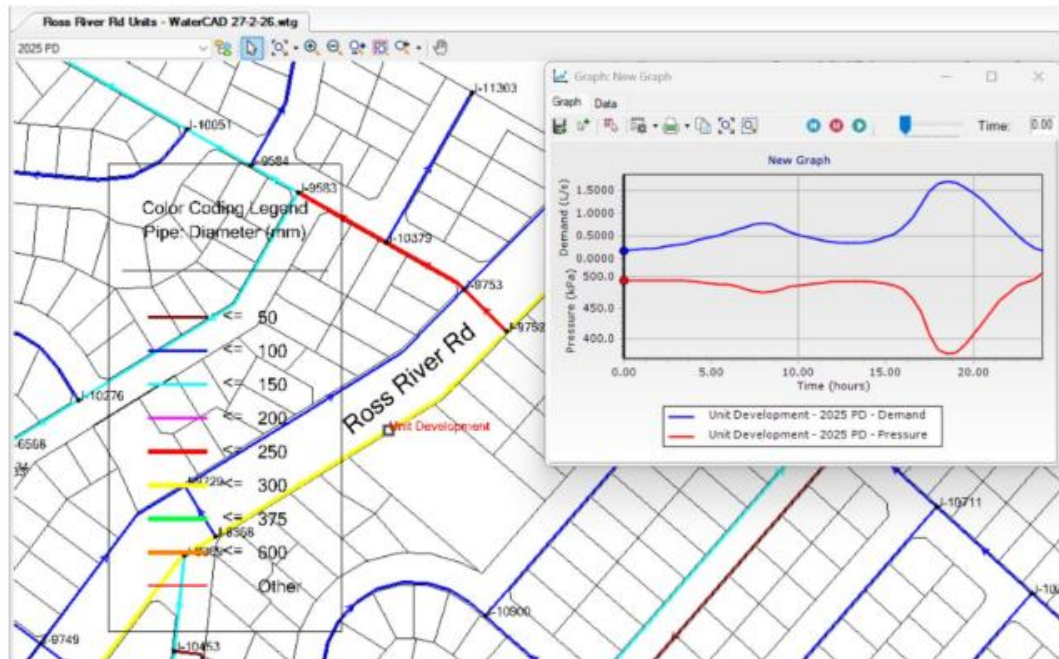 Ross River Rd Units - WaterCAD 27-2-26.wtg
2025 PD
J-11303
J-10051
J-9584
J-9583
Color Coding Legend
Pipe: Diameter (mm)
J-10379
J-9753
<= 50
<= 100
<= 150
<= 200
<= 250
<= 300
<= 375
<= 600
Other
Ross River Rd
Unit Development
J-10276
J-10711
J-9749
J-10453
J-10900
Graph: New Graph
Graph Data
Time: 0.00
New Graph
Demand (L/s)
1.5000
1.0000
0.5000
0.0000
Pressure (kPa)
500.0
450.0
400.0
0.00 5.00 10.00 15.00 20.00
Time (hours)
Unit Development - 2025 PD - Demand
Unit Development - 2025 PD - Pressure